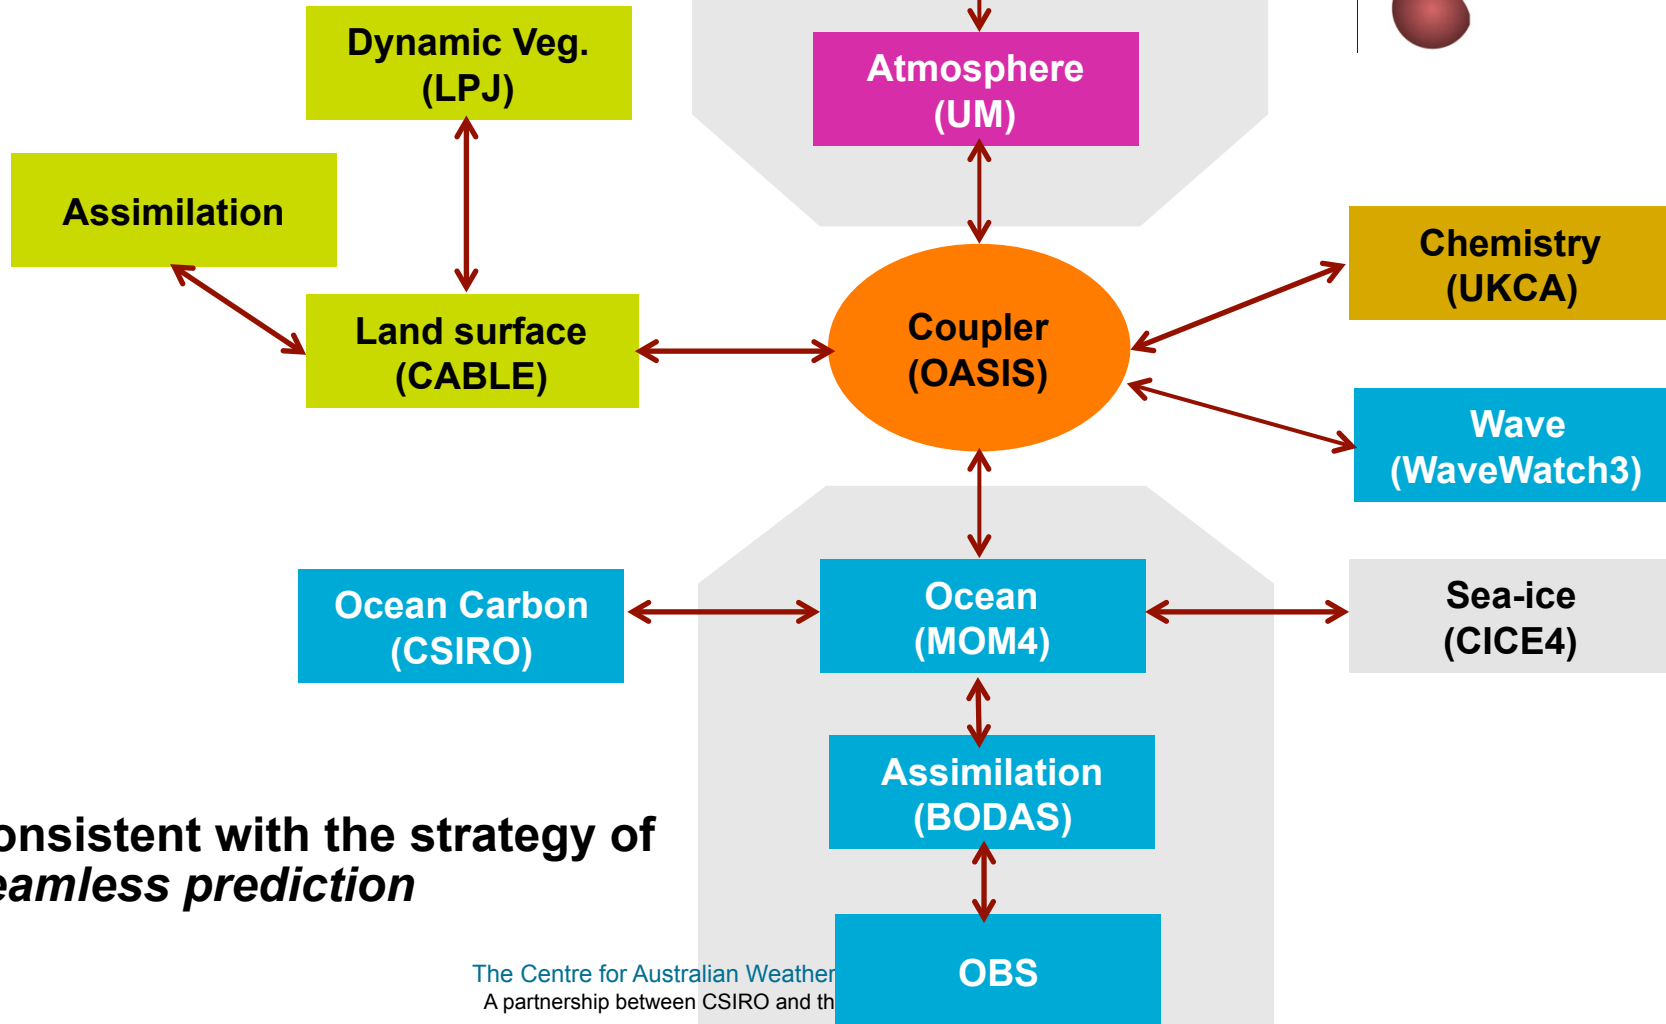 Dynamic Veg.
(LPJ)
Atmosphere
(UM)
Assimilation
Chemistry
(UKCA)
Land surface
(CABLE)
Coupler
(OASIS)
Wave
(WaveWatch3)
Ocean Carbon
(CSIRO)
Ocean
(MOM4)
Sea-ice
(CICE4)
Assimilation
(BODAS)
onsistent with the strategy of
eamless prediction
OBS
The Centre for Australian Weather
A partnership between CSIRO and th